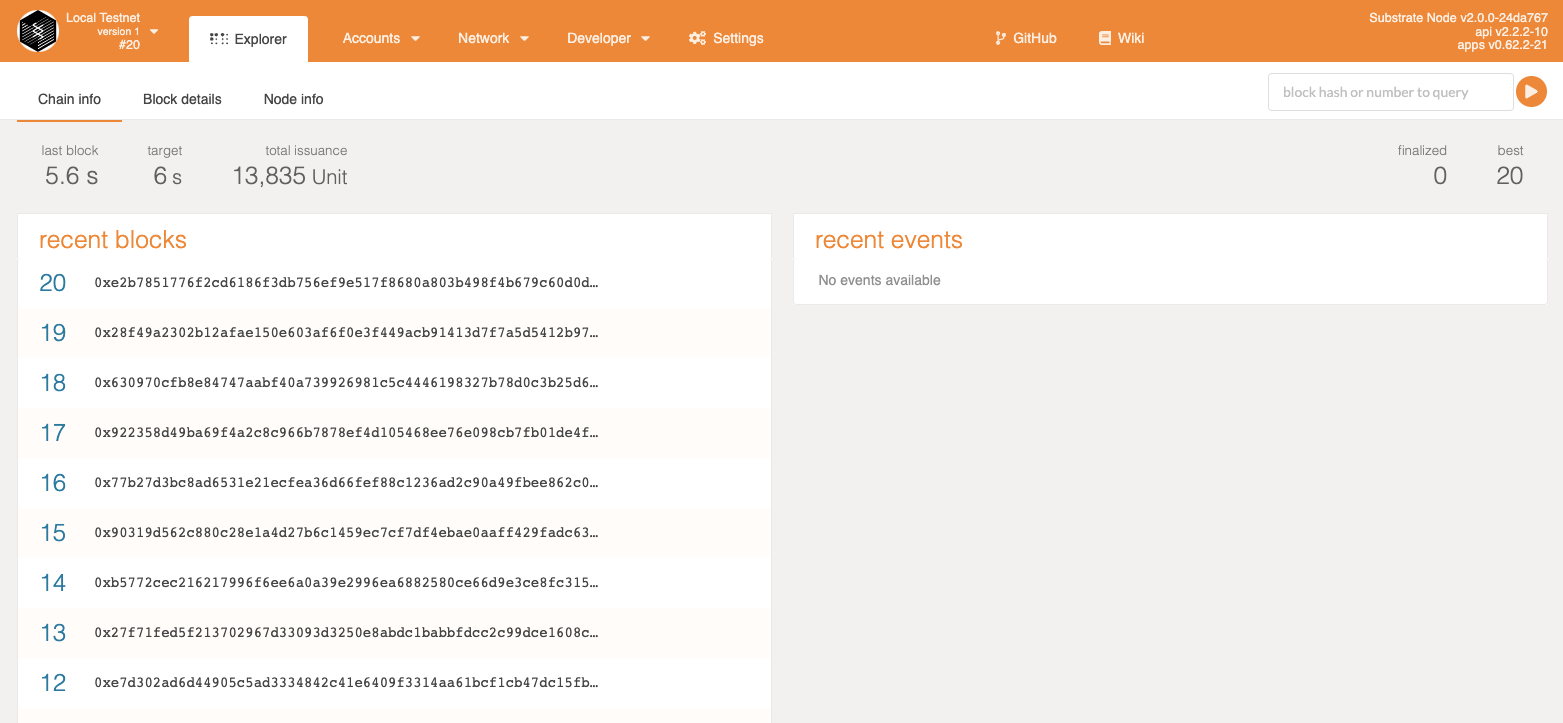 Local Testnet
version 1
#20
Explorer
Accounts
Network
Developer
Settings
GitHub
Wiki
Substrate Node v2.0.0-24da767
api v2.2.2-10
apps v0.62.2-21
Chain info
Block details
Node info
block hash or number to query
last block
5.6 s
target
6 s
total issuance
13,835 Unit
finalized
0
best
20
recent blocks
20 0xe2b7851776f2cd6186f3db756ef9e517f8680a803b498f4b679c60d0d…
19 0x28f49a2302b12afae150e603af6f0e3f449acb91413d7f7a5d5412b97…
18 0x630970cfb8e84747aabf40a739926981c5c4446198327b78d0c3b25d6…
17 0x922358d49ba69f4a2c8c966b7878ef4d105468ee76e098cb7fb01de4f…
16 0x77b27d3bc8ad6531e21ecfea36d66fef88c1236ad2c90a49fbee862c0…
15 0x90319d562c880c28e1a4d27b6c1459ec7cf7df4ebae0aaff429fadc63…
14 0xb5772cec216217996f6ee6a0a39e2996ea6882580ce66d9e3ce8fc315…
13 0x27f71fed5f213702967d33093d3250e8abdc1babbfdcc2c99dce1608c…
12 0xe7d302ad6d44905c5ad3334842c41e6409f3314aa61bcf1cb47dc15fb…
recent events
No events available